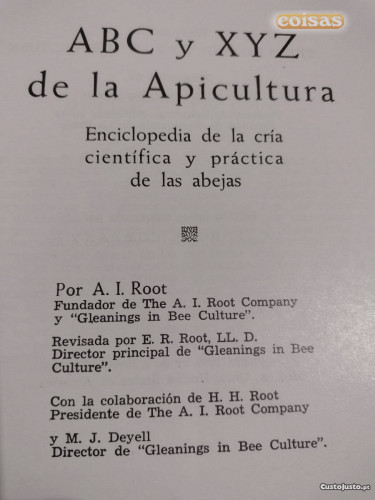 coisas
ABC y XYZ
de la Apicultura
Enciclopedia de la cría
científica y práctica
de las abejas
Por A. I. Root
Fundador de The A. I. Root Company
y “Gleanings in Bee Culture”.
Revisada por E. R. Root, LL. D.
Director principal de “Gleanings in Bee
Culture”.
Con la colaboración de H. H. Root
Presidente de The A. I. Root Company
y M. J. Deyell
Director de “Gleanings in Bee Culture”.
CustoJusto.pt